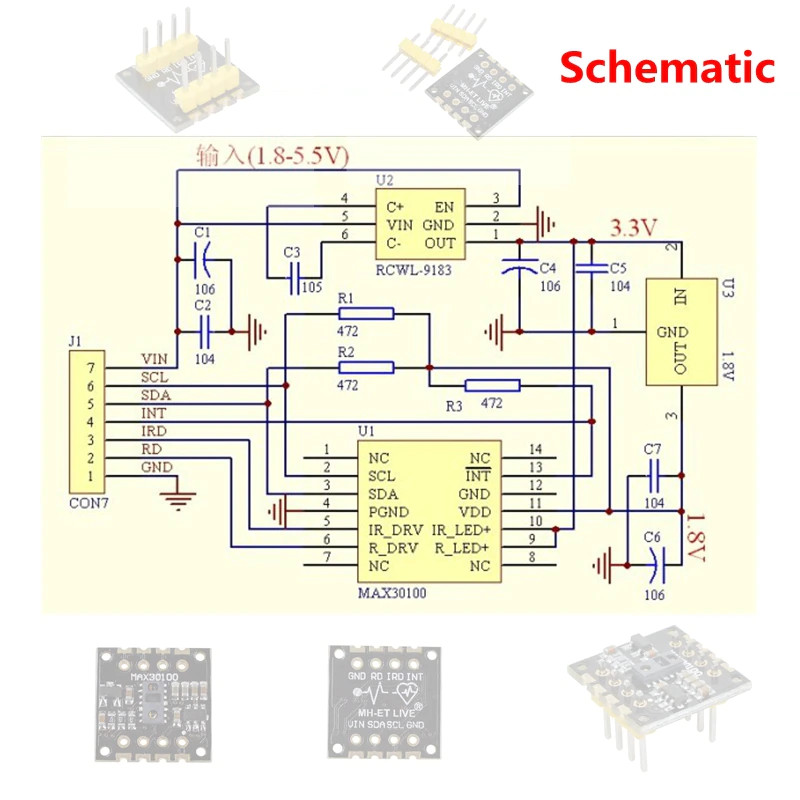 Schematic
输入(1.8-5.5V)
U2
4 C+ EN 3
5 VIN GND 2
6 C- OUT 1
RCWL-9183
3.3V
C1
106
C2
104
C3
105
C4
106
C5
104
2
U3
IN
1 GND
OUT
1.8V
3
R1
472
R2
472
R3
472
J1
7 VIN
6 SCL
5 SDA
4 INT
3 IRD
2 RD
1 GND
CON7
U1
1 NC NC 14
2 SCL INT 13
3 SDA GND 12
4 PGND VDD 11
5 IR_DRV IR_LED+ 10
6 R_DRV R_LED+ 9
7 NC NC 8
MAX30100
C7
104
C6
106
1.8V
MAX30100
GND RD IRD INT
MH-ET LIVE®
VIN SDA SCL GND